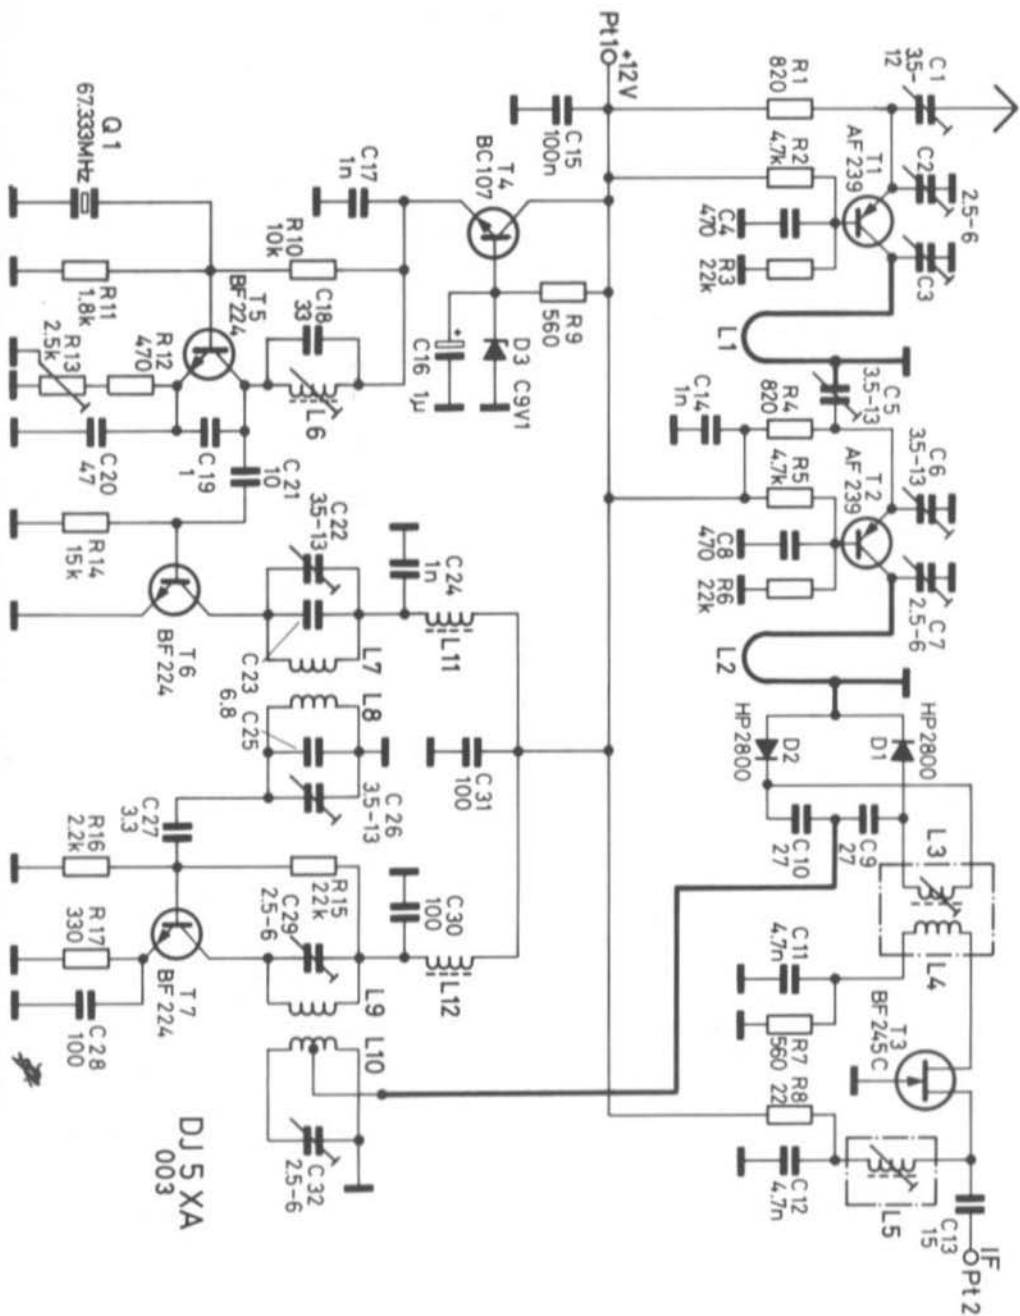 C1
3.5-
12
R1
820
T1
AF239
R2
4.7k
C2
2.5-6
C4
470
R3
22k
C3
L1
C5
3.5-13
R4
820
C14
1n
C6
3.5-13
T2
AF239
R5
4.7k
C8
470
R6
22k
C7
2.5-6
L2
HP2800
D1
D2
HP2800
C9
27
C10
27
L3
L4
C11
4.7n
R7
560
T3
BF245C
R8
22
C12
4.7n
L5
C13
15
IF
Pt2
Pt1
+12V
C15
100n
T4
BC107
C17
1n
R9
560
D3 C9V1
+
C16 1µ
Q1
67.333MHz
R10
10k
R11
1.8k
T5
BF224
C18
33
L6
R12
470
R13
2.5k
C19
1
C20
47
C21
10
R14
15k
T6
BF224
C22
3.5-13
C23
C24
1n
L11
L7
L8
C25
6.8
C26
3.5-13
C31
100
C27
3.3
R16
2.2k
R15
22k
C29
2.5-6
C30
100
L12
R17
330
T7
BF224
C28
100
L9
L10
C32
2.5-6
DJ5XA
003